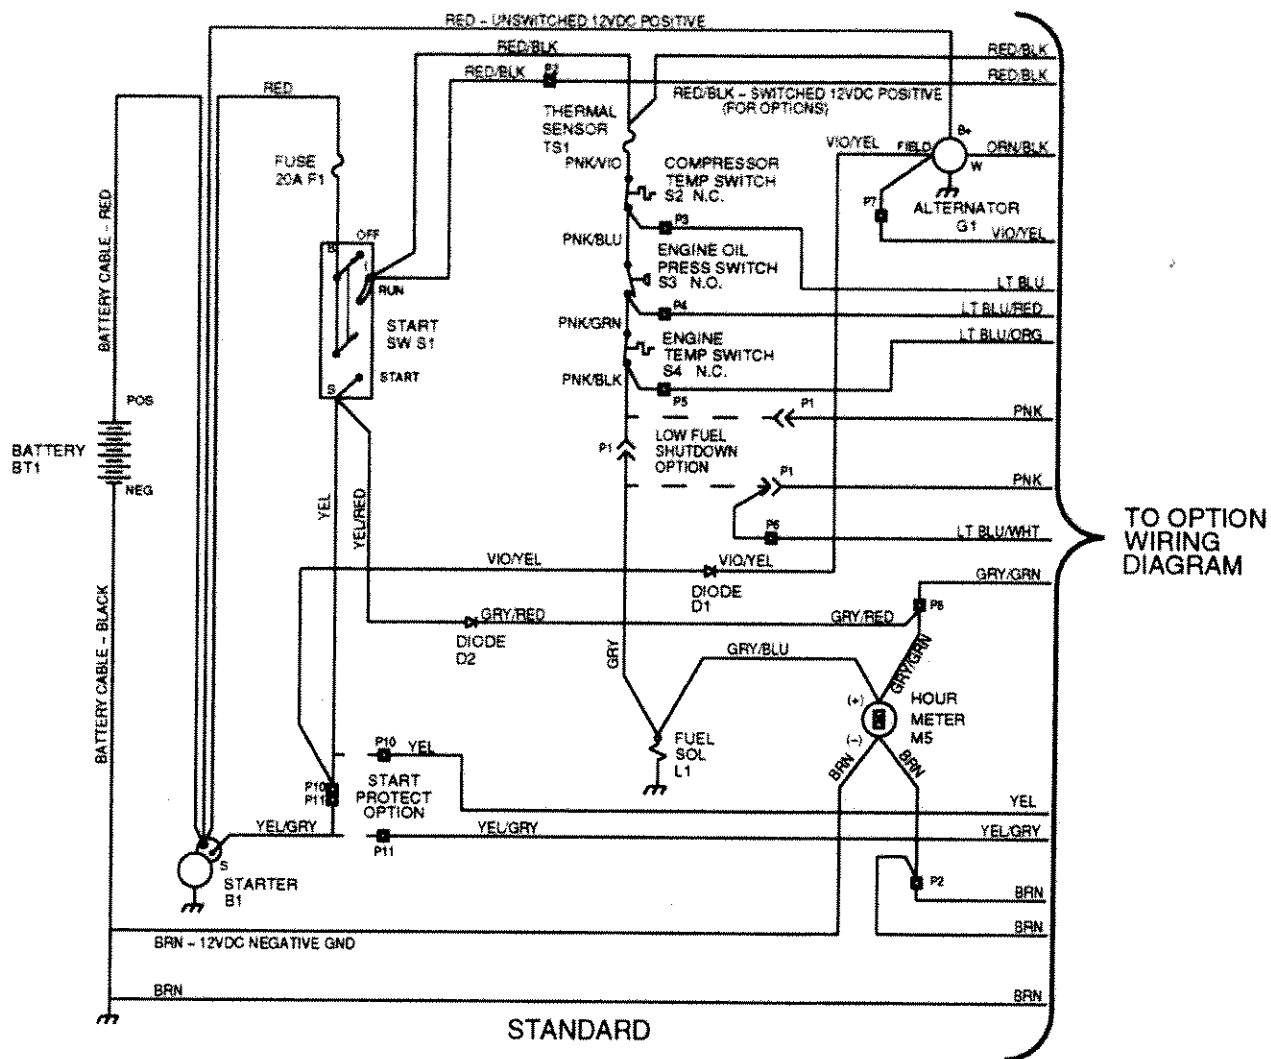 RED - UNSWITCHED 12VDC POSITIVE
RED/BLK
RED/BLK
RED/BLK
RED/BLK
RED
RED/BLK - SWITCHED 12VDC POSITIVE
(FOR OPTIONS)
THERMAL
SENSOR
TS1
B+
VIO/YEL
FIELD
ORN/BLK
W
FUSE
20A F1
PNK/VIO
COMPRESSOR
TEMP SWITCH
S2 N.C.
P7
ALTERNATOR
G1
VIO/YEL
BATTERY CABLE - RED
P3
B
OFF
PNK/BLU
ENGINE OIL
PRESS SWITCH
S3 N.O.
RUN
LT BLU
P4
LT BLU/RED
START
SW S1
PNK/GRN
ENGINE
TEMP SWITCH
S4 N.C.
LT BLU/ORG
START
S
PNK/BLK
P5
POS
P1
PNK
BATTERY
BT1
P1
LOW FUEL
SHUTDOWN
OPTION
NEG
P1
PNK
YEL
YEL/RED
P6
LT BLU/WHT
TO OPTION
WIRING
DIAGRAM
VIO/YEL
VIO/YEL
DIODE
D1
GRY/GRN
BATTERY CABLE - BLACK
GRY/RED
GRY/RED
P8
DIODE
D2
GRY
GRY/BLU
GRY/GRN
(+)
HOUR
METER
M5
(-)
P10
YEL
FUEL
SOL
L1
BRN
BRN
P10
P11
START
PROTECT
OPTION
YEL
YEL/GRY
YEL/GRY
YEL/GRY
P11
S
STARTER
B1
P2
BRN
BRN - 12VDC NEGATIVE GND
BRN
BRN
BRN
STANDARD